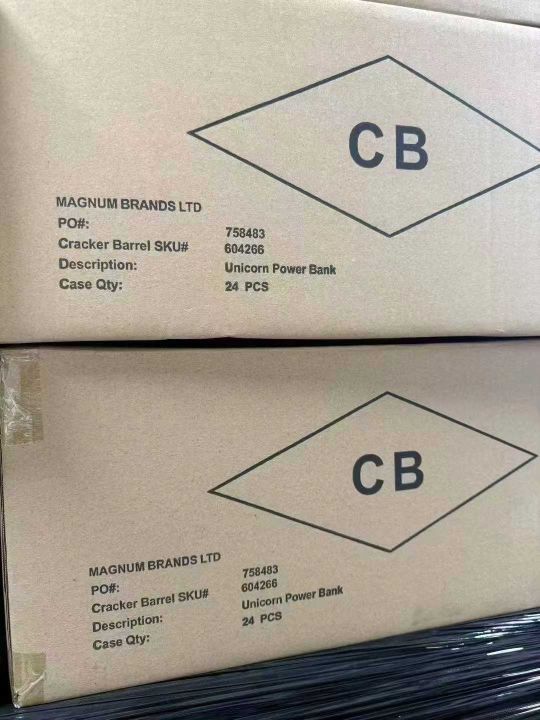 CB
MAGNUM BRANDS LTD
PO#: 758483
Cracker Barrel SKU# 604266
Description: Unicorn Power Bank
Case Qty: 24 PCS
CB
MAGNUM BRANDS LTD
PO#: 758483
Cracker Barrel SKU# 604266
Description: Unicorn Power Bank
Case Qty: 24 PCS